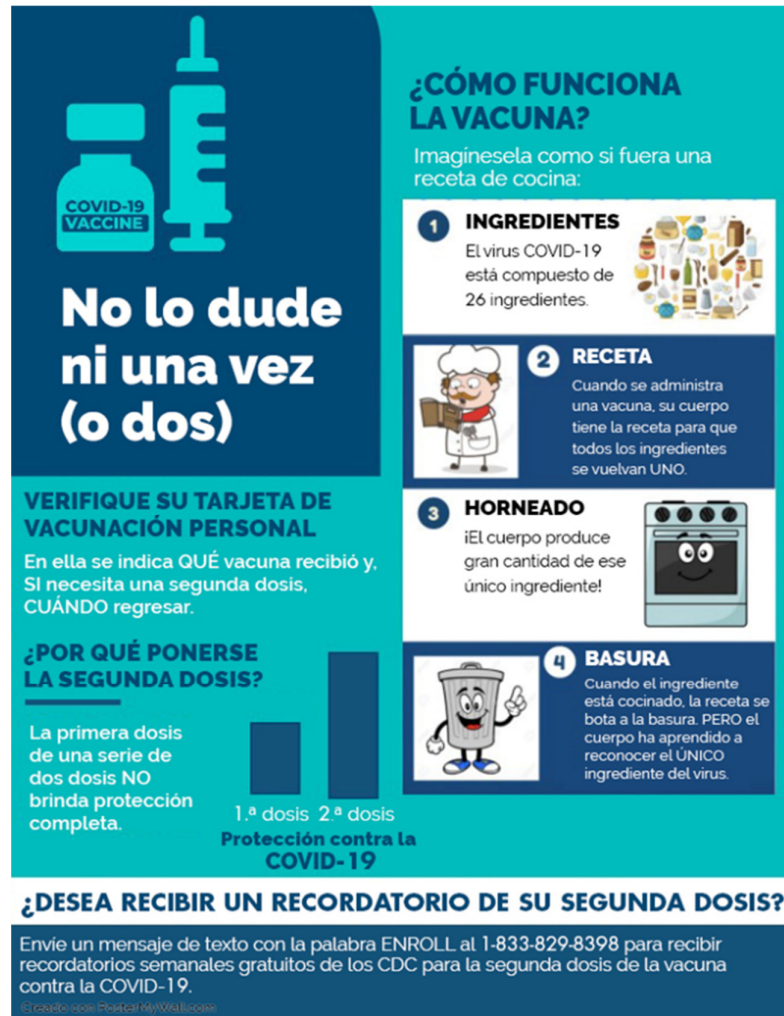 COVID-19
VACCINE
No lo dude
ni una vez
(o dos)
VERIFIQUE SU TARJETA DE
VACUNACIÓN PERSONAL
En ella se indica QUÉ vacuna recibió y,
SI necesita una segunda dosis,
CUÁNDO regresar.
¿POR QUÉ PONERSE
LA SEGUNDA DOSIS?
La primera dosis
de una serie de
dos dosis NO
brinda protección
completa.
1.ª dosis 2.ª dosis
Protección contra la
COVID-19
¿CÓMO FUNCIONA
LA VACUNA?
Imagínesela como si fuera una
receta de cocina:
1 INGREDIENTES
El virus COVID-19
está compuesto de
26 ingredientes.
2 RECETA
Cuando se administra
una vacuna, su cuerpo
tiene la receta para que
todos los ingredientes
se vuelvan UNO.
3 HORNEADO
¡El cuerpo produce
gran cantidad de ese
único ingrediente!
4 BASURA
Cuando el ingrediente
está cocinado, la receta se
bota a la basura. PERO el
cuerpo ha aprendido a
reconocer el ÚNICO
ingrediente del virus.
¿DESEA RECIBIR UN RECORDATORIO DE SU SEGUNDA DOSIS?
Envíe un mensaje de texto con la palabra ENROLL al 1-833-829-8398 para recibir
recordatorios semanales gratuitos de los CDC para la segunda dosis de la vacuna
contra la COVID-19.
Creado con PosterMyWall.com